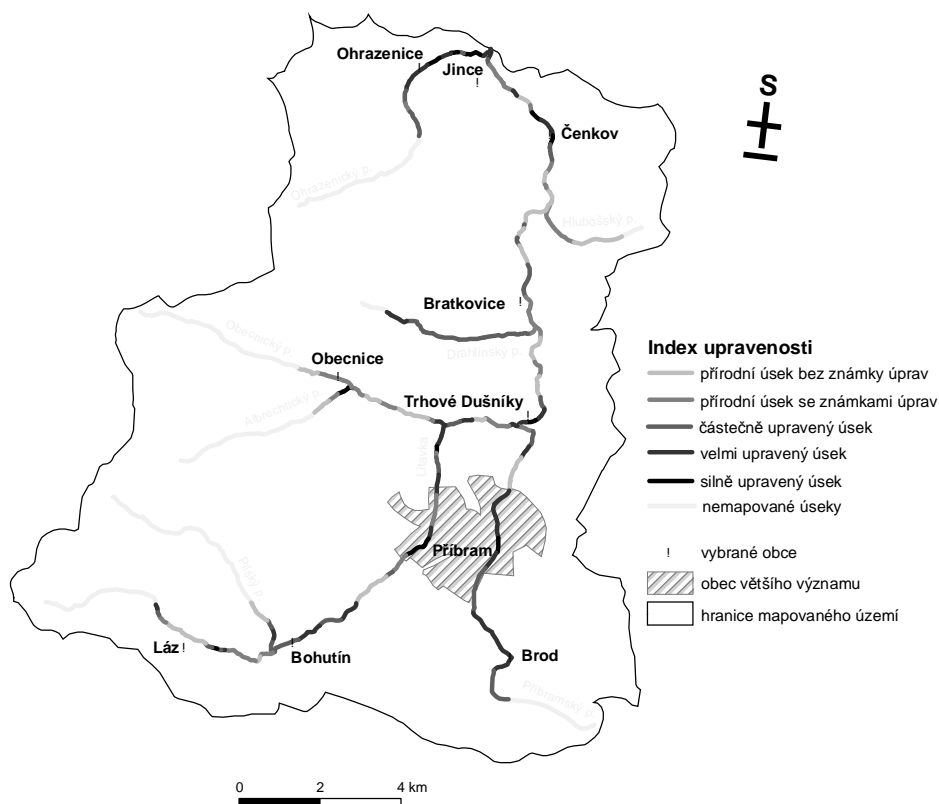 Ohrazenice
Jince
S
Čenkov
Ohrazenický p.
Hlubošský p.
Bratkovice
Obecnický p.
Drahlínský p.
Obecnice
Albrechtický p.
Trhové Dušníky
Litavka
Příbram
Pilský p.
Láz
Bohutín
Brod
Příbramský p.
Index upravenosti
přírodní úsek bez známky úprav
přírodní úsek se známkami úprav
částečně upravený úsek
velmi upravený úsek
silně upravený úsek
nemapované úseky
! vybrané obce
obec většího významu
hranice mapovaného území
0 2 4 km